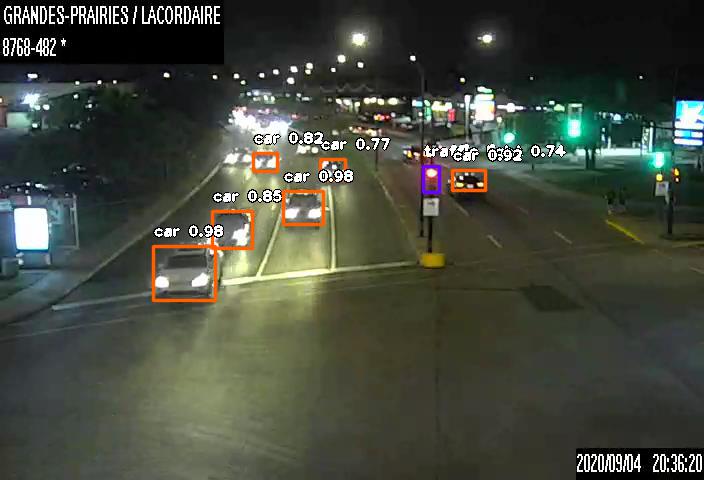 GRANDES-PRAIRIES / LACORDAIRE
8768-482 *
car 0.82
car 0.77
0.74
car 0.92
car 0.98
car 0.85
car 0.98
2020/09/04 20:36:20